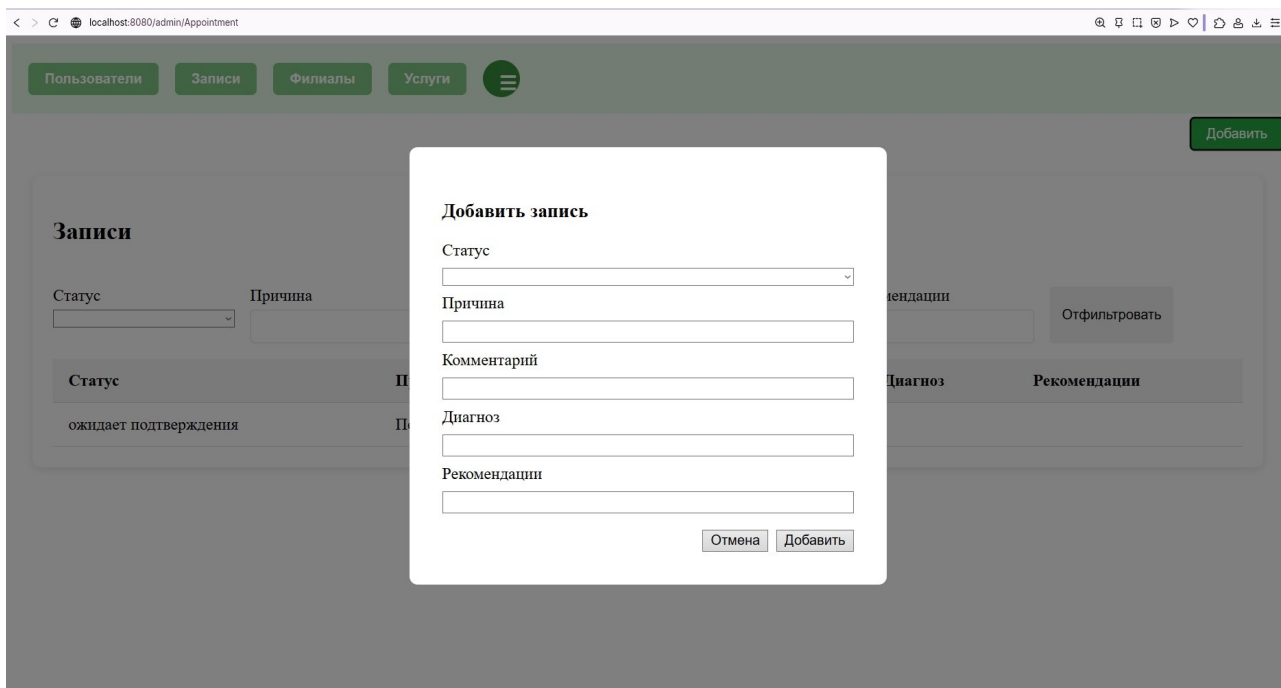 localhost:8080/admin/Appointment
Пользователи Записи Филиалы Услуги
Добавить
Записи
Добавить запись
Статус
Причина
Комментарий
Диагноз
Рекомендации
Отмена Добавить
Статус Причина
Отфильтровать
Статус Диагноз Рекомендации
ожидает подтверждения